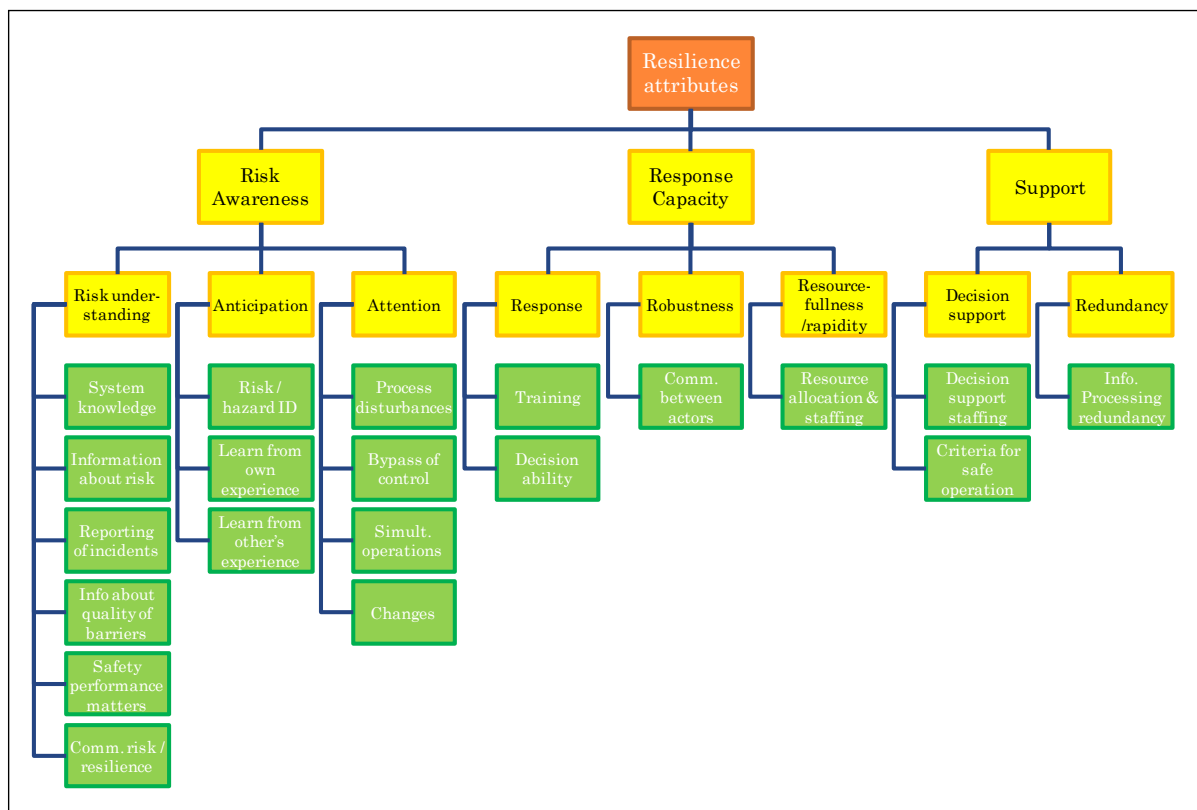 Resilience
attributes
Risk
Awareness
Response
Capacity
Support
Risk under-
standing
Anticipation
Attention
Response
Robustness
Resource-
fullness
/rapidity
Decision
support
Redundancy
System
knowledge
Information
about risk
Reporting
of incidents
Info about
quality of
barriers
Safety
performance
matters
Comm. risk /
resilience
Risk /
hazard ID
Learn from
own
experience
Learn from
other's
experience
Process
disturbances
Bypass of
control
Simult.
operations
Changes
Training
Decision
ability
Comm.
between
actors
Resource
allocation &
staffing
Decision
support
staffing
Criteria for
safe
operation
Info.
Processing
redundancy